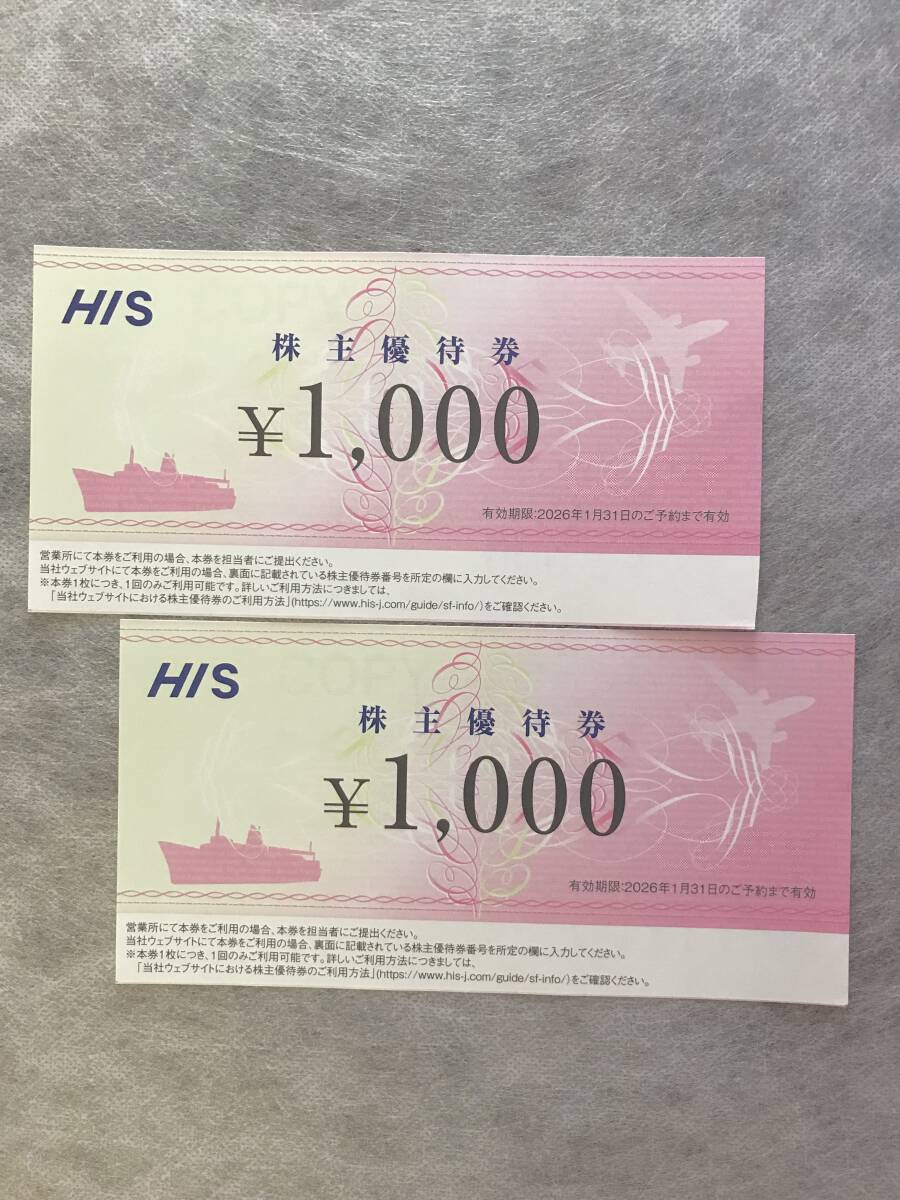 HIS
COPY
株主優待券
¥1,000
有効期限:2026年1月31日のご予約まで有効
営業所にて本券をご利用の場合、本券を担当者にご提出ください。
当社ウェブサイトにて本券をご利用の場合、裏面に記載されている株主優待券番号を所定の欄に入力してください。
※本券1枚につき、1回のみご利用可能です。詳しいご利用方法につきましては、
「当社ウェブサイトにおける株主優待券のご利用方法」(https://www.his-j.com/guide/sf-info/)をご確認ください。
HIS
COPY
株主優待券
¥1,000
有効期限:2026年1月31日のご予約まで有効
営業所にて本券をご利用の場合、本券を担当者にご提出ください。
当社ウェブサイトにて本券をご利用の場合、裏面に記載されている株主優待券番号を所定の欄に入力してください。
※本券1枚につき、1回のみご利用可能です。詳しいご利用方法につきましては、
「当社ウェブサイトにおける株主優待券のご利用方法」(https://www.his-j.com/guide/sf-info/)をご確認ください。